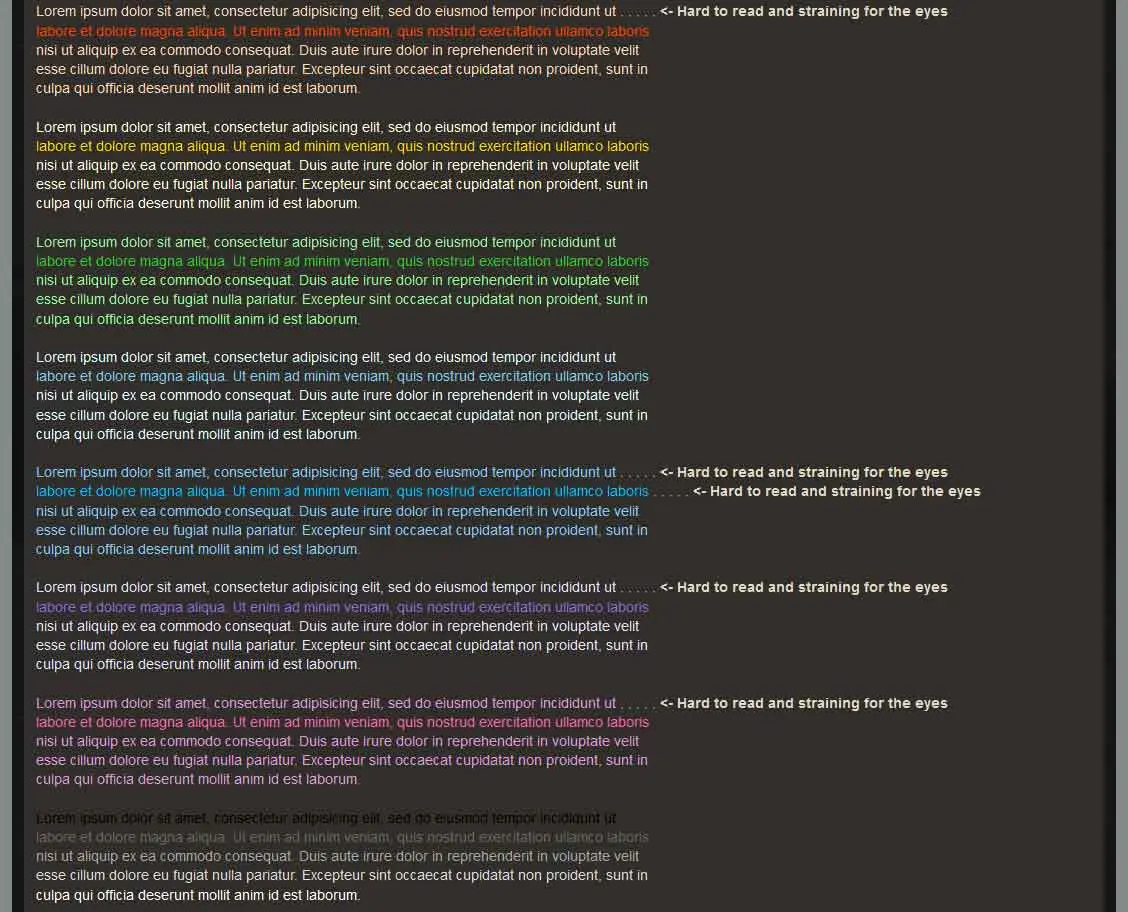 Lorem ipsum dolor sit amet, consectetur adipisicing elit, sed do eiusmod tempor incididunt ut . . . . . <- Hard to read and straining for the eyes
labore et dolore magna aliqua. Ut enim ad minim veniam, quis nostrud exercitation ullamco laboris
nisi ut aliquip ex ea commodo consequat. Duis aute irure dolor in reprehenderit in voluptate velit
esse cillum dolore eu fugiat nulla pariatur. Excepteur sint occaecat cupidatat non proident, sunt in
culpa qui officia deserunt mollit anim id est laborum.
Lorem ipsum dolor sit amet, consectetur adipisicing elit, sed do eiusmod tempor incididunt ut
labore et dolore magna aliqua. Ut enim ad minim veniam, quis nostrud exercitation ullamco laboris
nisi ut aliquip ex ea commodo consequat. Duis aute irure dolor in reprehenderit in voluptate velit
esse cillum dolore eu fugiat nulla pariatur. Excepteur sint occaecat cupidatat non proident, sunt in
culpa qui officia deserunt mollit anim id est laborum.
Lorem ipsum dolor sit amet, consectetur adipisicing elit, sed do eiusmod tempor incididunt ut
labore et dolore magna aliqua. Ut enim ad minim veniam, quis nostrud exercitation ullamco laboris
nisi ut aliquip ex ea commodo consequat. Duis aute irure dolor in reprehenderit in voluptate velit
esse cillum dolore eu fugiat nulla pariatur. Excepteur sint occaecat cupidatat non proident, sunt in
culpa qui officia deserunt mollit anim id est laborum.
Lorem ipsum dolor sit amet, consectetur adipisicing elit, sed do eiusmod tempor incididunt ut
labore et dolore magna aliqua. Ut enim ad minim veniam, quis nostrud exercitation ullamco laboris
nisi ut aliquip ex ea commodo consequat. Duis aute irure dolor in reprehenderit in voluptate velit
esse cillum dolore eu fugiat nulla pariatur. Excepteur sint occaecat cupidatat non proident, sunt in
culpa qui officia deserunt mollit anim id est laborum.
Lorem ipsum dolor sit amet, consectetur adipisicing elit, sed do eiusmod tempor incididunt ut . . . . . <- Hard to read and straining for the eyes
labore et dolore magna aliqua. Ut enim ad minim veniam, quis nostrud exercitation ullamco laboris . . . . . <- Hard to read and straining for the eyes
nisi ut aliquip ex ea commodo consequat. Duis aute irure dolor in reprehenderit in voluptate velit
esse cillum dolore eu fugiat nulla pariatur. Excepteur sint occaecat cupidatat non proident, sunt in
culpa qui officia deserunt mollit anim id est laborum.
Lorem ipsum dolor sit amet, consectetur adipisicing elit, sed do eiusmod tempor incididunt ut . . . . . <- Hard to read and straining for the eyes
labore et dolore magna aliqua. Ut enim ad minim veniam, quis nostrud exercitation ullamco laboris
nisi ut aliquip ex ea commodo consequat. Duis aute irure dolor in reprehenderit in voluptate velit
esse cillum dolore eu fugiat nulla pariatur. Excepteur sint occaecat cupidatat non proident, sunt in
culpa qui officia deserunt mollit anim id est laborum.
Lorem ipsum dolor sit amet, consectetur adipisicing elit, sed do eiusmod tempor incididunt ut . . . . . <- Hard to read and straining for the eyes
labore et dolore magna aliqua. Ut enim ad minim veniam, quis nostrud exercitation ullamco laboris
nisi ut aliquip ex ea commodo consequat. Duis aute irure dolor in reprehenderit in voluptate velit
esse cillum dolore eu fugiat nulla pariatur. Excepteur sint occaecat cupidatat non proident, sunt in
culpa qui officia deserunt mollit anim id est laborum.
Lorem ipsum dolor sit amet, consectetur adipisicing elit, sed do eiusmod tempor incididunt ut
labore et dolore magna aliqua. Ut enim ad minim veniam, quis nostrud exercitation ullamco laboris
nisi ut aliquip ex ea commodo consequat. Duis aute irure dolor in reprehenderit in voluptate velit
esse cillum dolore eu fugiat nulla pariatur. Excepteur sint occaecat cupidatat non proident, sunt in
culpa qui officia deserunt mollit anim id est laborum.